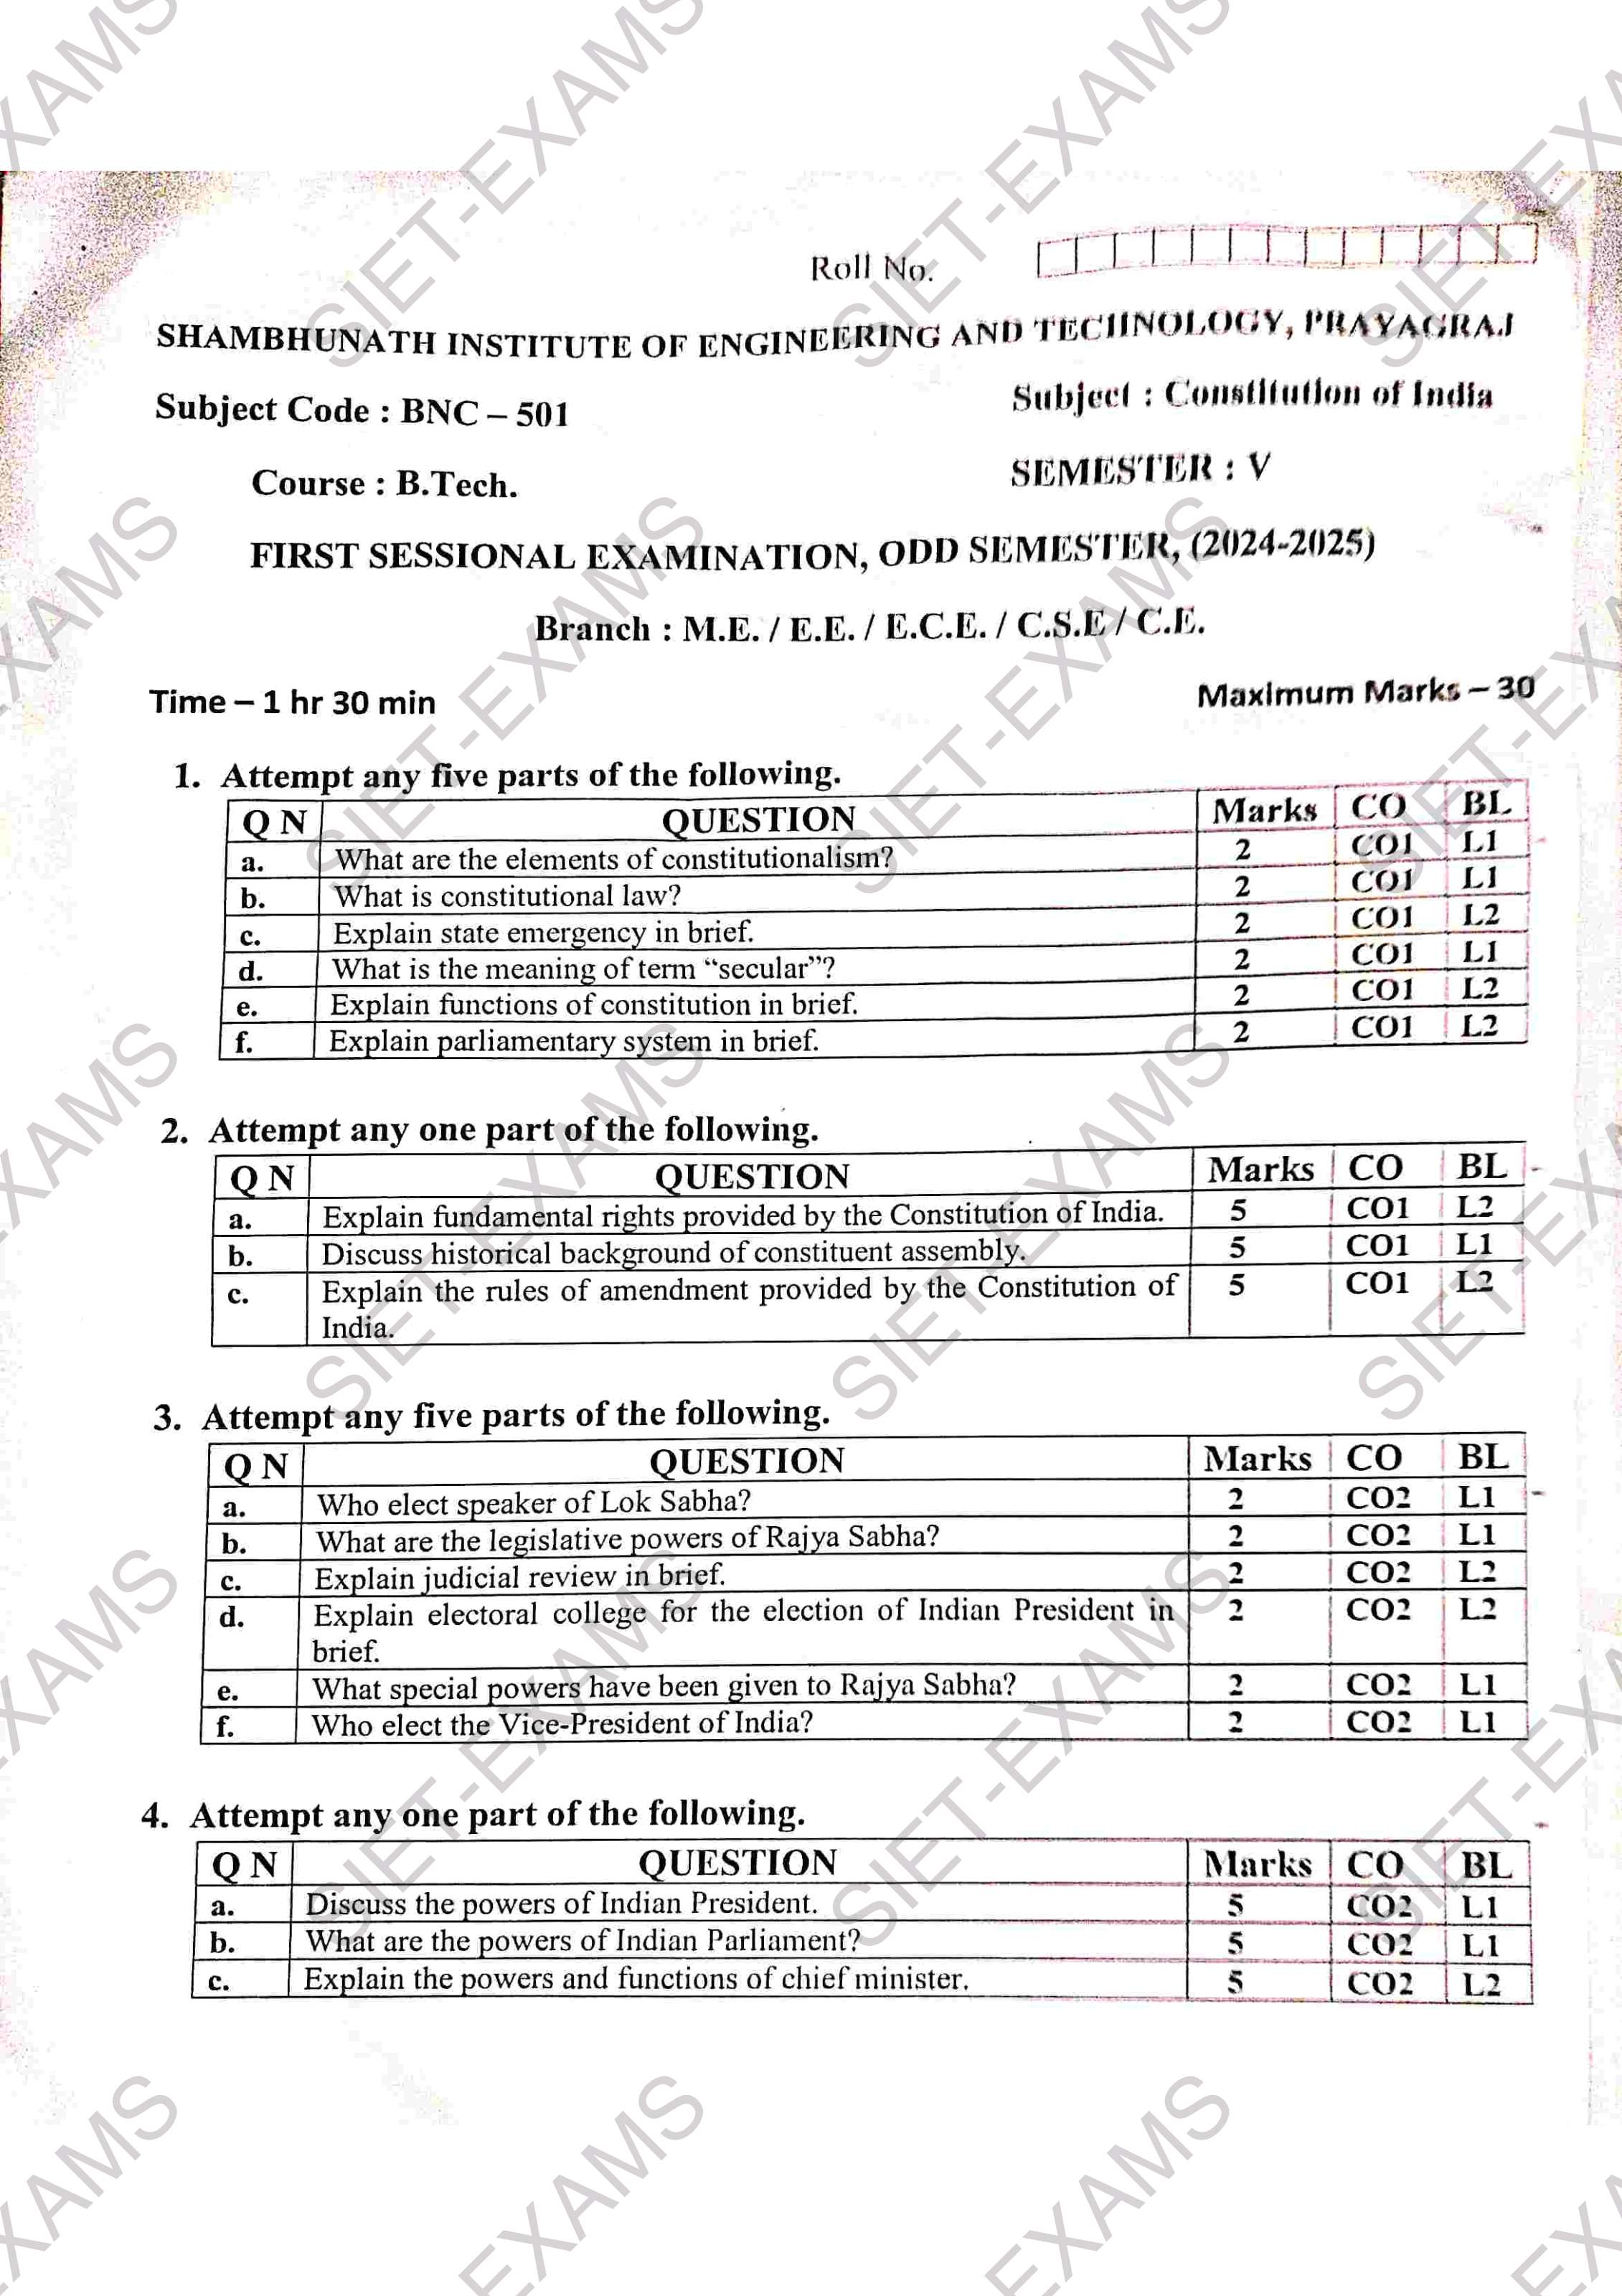 Roll No.
SHAMBHUNATH INSTITUTE OF ENGINEERING AND TECHNOLOGY, PRAYAGRAJ
Subject Code : BNC – 501 Subject : Constitution of India
Course : B.Tech. SEMESTER : V
FIRST SESSIONAL EXAMINATION, ODD SEMESTER, (2024-2025)
Branch : M.E. / E.E. / E.C.E. / C.S.E / C.E.
Time – 1 hr 30 min Maximum Marks – 30
1. Attempt any five parts of the following.
Q N QUESTION Marks CO BL
a. What are the elements of constitutionalism? 2 CO1 L1
b. What is constitutional law? 2 CO1 L1
c. Explain state emergency in brief. 2 CO1 L2
d. What is the meaning of term “secular”? 2 CO1 L1
e. Explain functions of constitution in brief. 2 CO1 L2
f. Explain parliamentary system in brief. 2 CO1 L2
2. Attempt any one part of the following.
Q N QUESTION Marks CO BL
a. Explain fundamental rights provided by the Constitution of India. 5 CO1 L2
b. Discuss historical background of constituent assembly. 5 CO1 L1
c. Explain the rules of amendment provided by the Constitution of 5 CO1 L2
India.
3. Attempt any five parts of the following.
Q N QUESTION Marks CO BL
a. Who elect speaker of Lok Sabha? 2 CO2 L1
b. What are the legislative powers of Rajya Sabha? 2 CO2 L1
c. Explain judicial review in brief. 2 CO2 L2
d. Explain electoral college for the election of Indian President in 2 CO2 L2
brief.
e. What special powers have been given to Rajya Sabha? 2 CO2 L1
f. Who elect the Vice-President of India? 2 CO2 L1
4. Attempt any one part of the following.
Q N QUESTION Marks CO BL
a. Discuss the powers of Indian President. 5 CO2 L1
b. What are the powers of Indian Parliament? 5 CO2 L1
c. Explain the powers and functions of chief minister. 5 CO2 L2
SIET-EXAMS